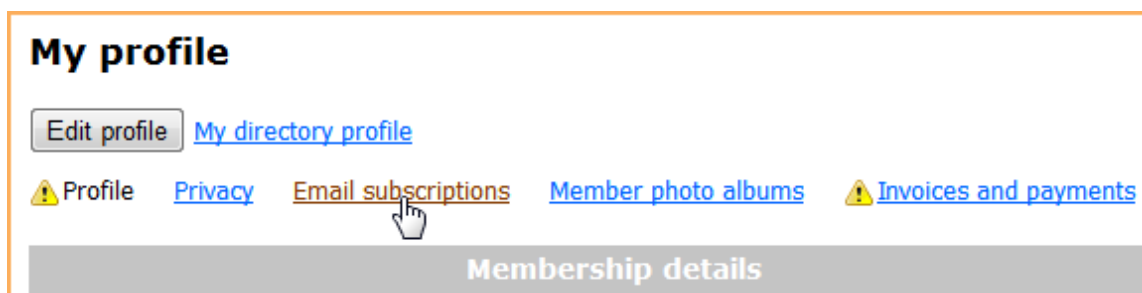 My profile
Edit profile My directory profile
Profile Privacy Email subscriptions Member photo albums Invoices and payments
Membership details